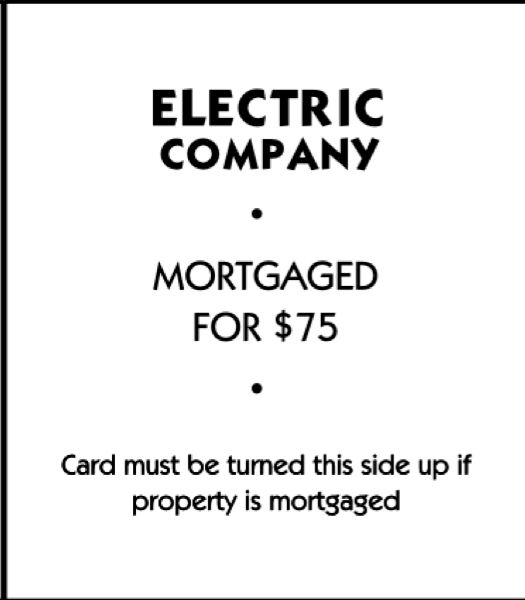 ELECTRIC
COMPANY
•
MORTGAGED
FOR $75
•
Card must be turned this side up if
property is mortgaged